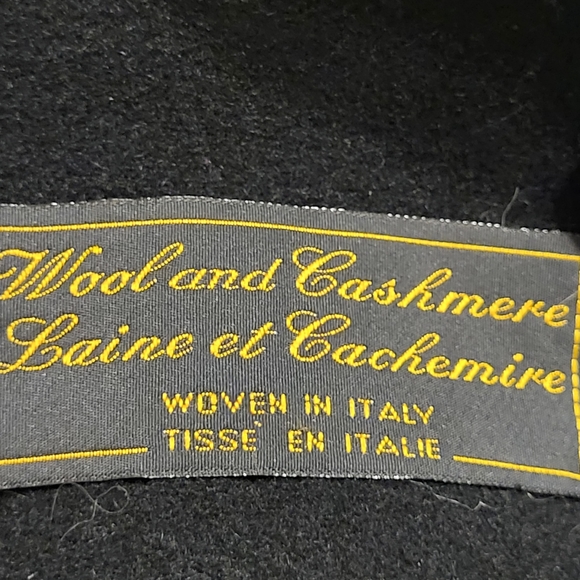 Wool and Cashmere
Laine et Cachemire
WOVEN IN ITALY
TISSÉ EN ITALIE